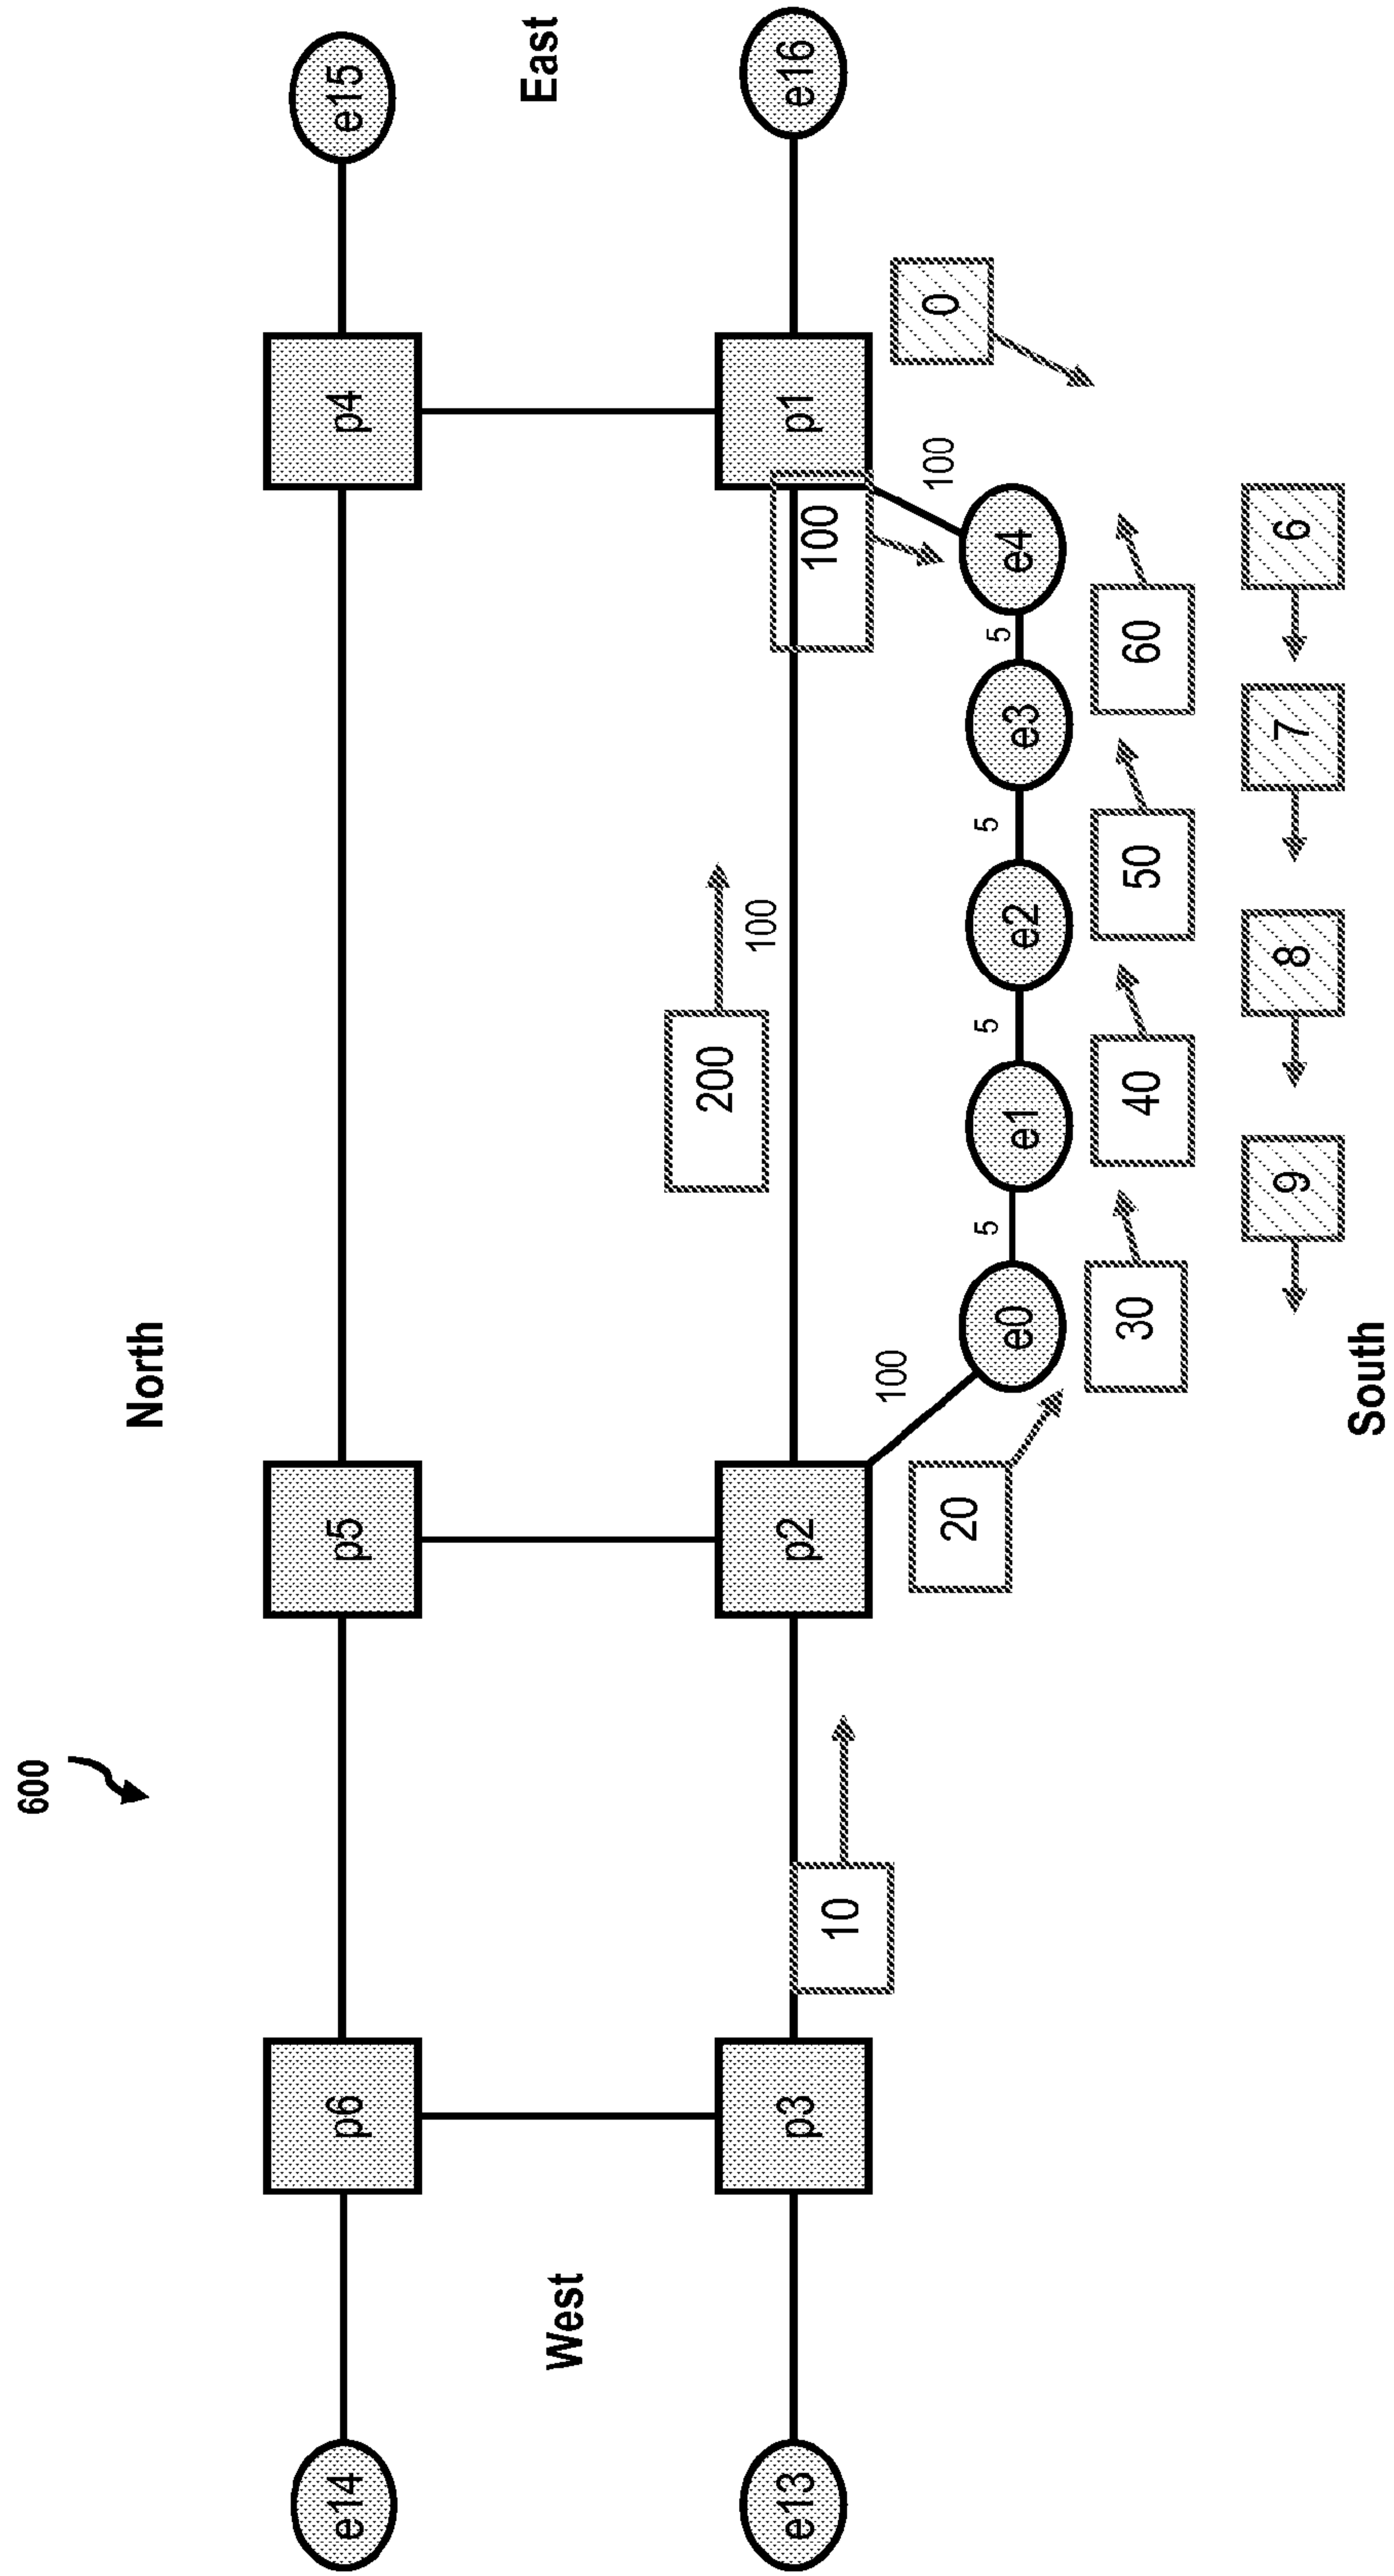 600
North
e14 p6 p5 p4 e15
West East
200
100
e13 p3 p2 p1 e16
10 100
100 100
20 0
5 5 5 5
e0 e1 e2 e3 e4
30 40 50 60
9 8 7 6
South